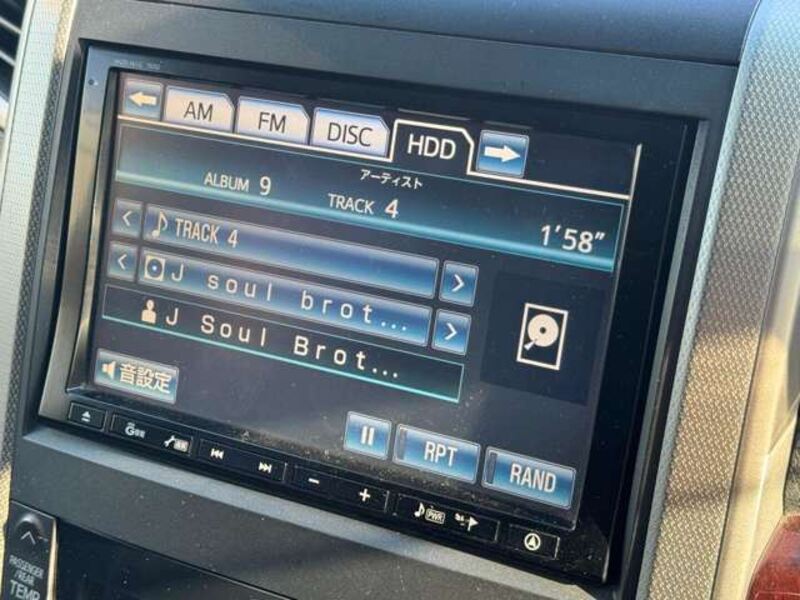 AM FM DISC HDD
アーティスト
ALBUM 9 TRACK 4 1'58"
TRACK 4
J soul brot...
J Soul Brot...
音設定
RPT RAND
PWR
PASSENGER
/REAR
TEMP